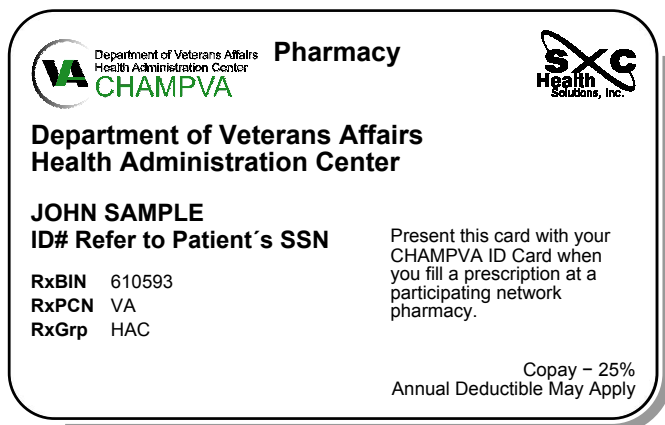 VA
Department of Veterans Affairs
Health Administration Center
CHAMPVA
Pharmacy
SXC
Health
Solutions, Inc.
Department of Veterans Affairs
Health Administration Center
JOHN SAMPLE
ID# Refer to Patient´s SSN
RxBIN 610593
RxPCN VA
RxGrp HAC
Present this card with your
CHAMPVA ID Card when
you fill a prescription at a
participating network
pharmacy.
Copay − 25%
Annual Deductible May Apply